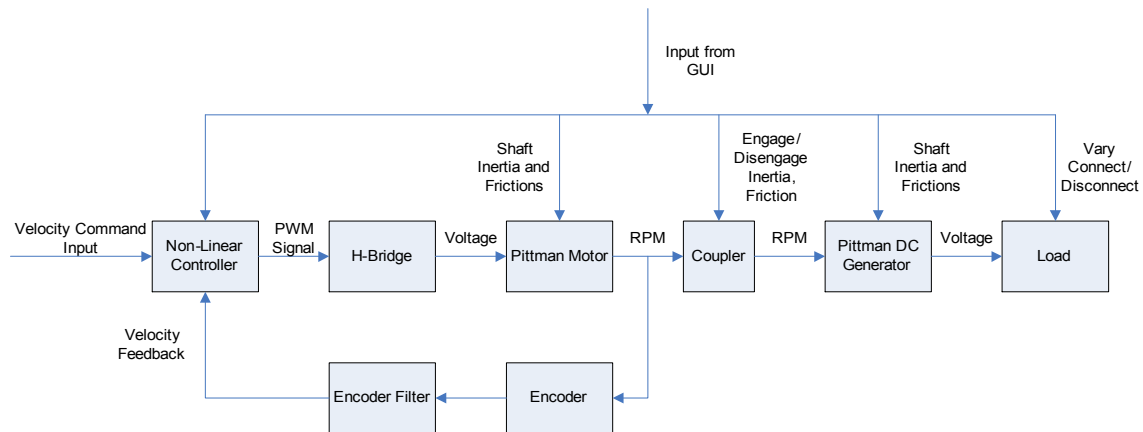 Input from
GUI
Shaft
Inertia and
Frictions
Engage/
Disengage
Inertia,
Friction
Shaft
Inertia and
Frictions
Vary
Connect/
Disconnect
Velocity Command
Input
Non-Linear
Controller
PWM
Signal
H-Bridge
Voltage
Pittman Motor
RPM
Coupler
RPM
Pittman DC
Generator
Voltage
Load
Velocity
Feedback
Encoder Filter
Encoder